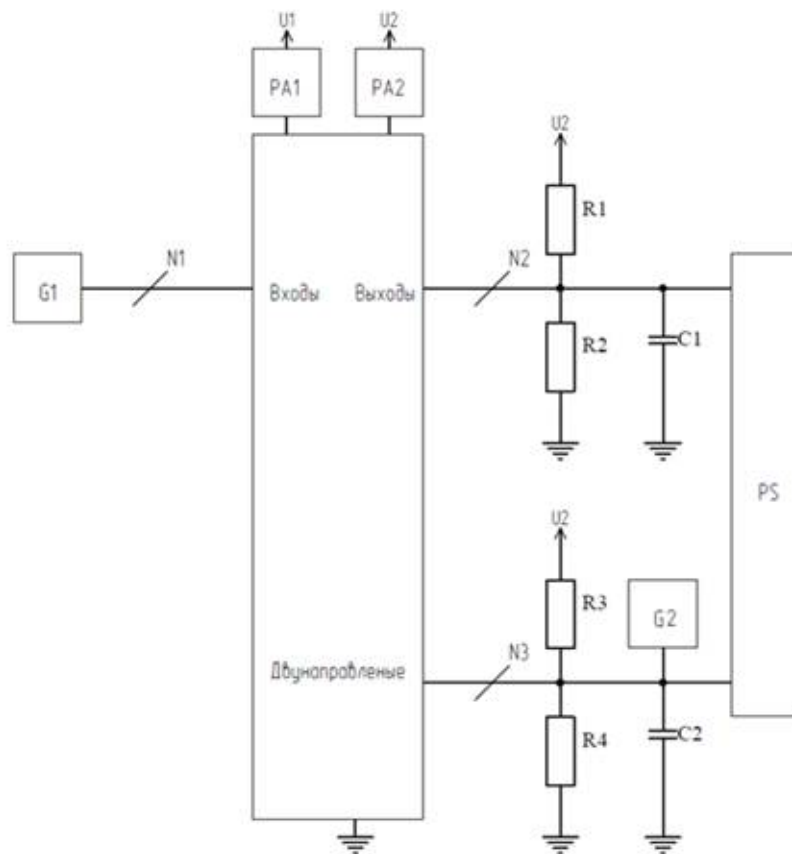 U1 U2
PA1 PA2
U2
R1
N1 N2
G1 Входы Выходы
R2 C1
PS
U2
R3
G2
N3
Двунаправленые
R4 C2